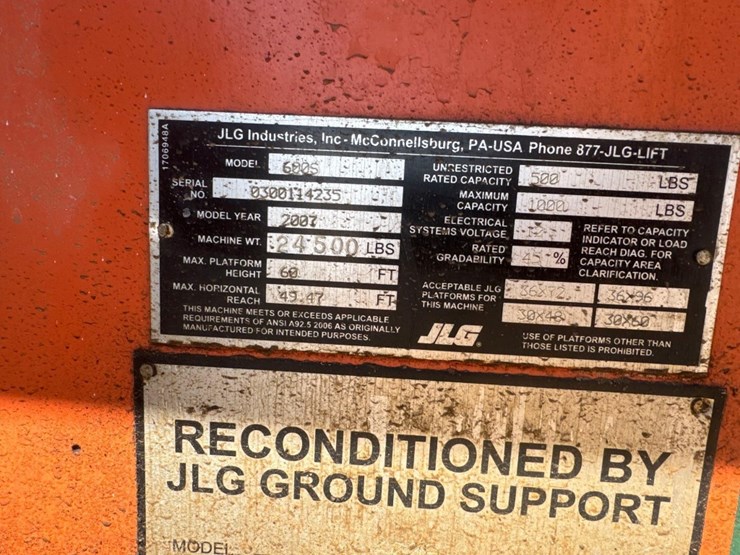 1706948A
JLG Industries, Inc - McConnellsburg, PA-USA Phone 877-JLG-LIFT
MODEL 600S
SERIAL NO. 0300114235
MODEL YEAR 2007
MACHINE WT. 24500 LBS
MAX. PLATFORM HEIGHT 60 FT
MAX. HORIZONTAL REACH 49.47 FT
THIS MACHINE MEETS OR EXCEEDS APPLICABLE
REQUIREMENTS OF ANSI A92.5 2006 AS ORIGINALLY
MANUFACTURED FOR INTENDED PURPOSES.
UNRESTRICTED RATED CAPACITY 500 LBS
MAXIMUM CAPACITY 1000 LBS
ELECTRICAL SYSTEMS VOLTAGE
RATED GRADABILITY 45 %
REFER TO CAPACITY
INDICATOR OR LOAD
REACH DIAG. FOR
CAPACITY AREA
CLARIFICATION.
ACCEPTABLE JLG
PLATFORMS FOR
THIS MACHINE
36X72 36X96
30X48 30X60
JLG
USE OF PLATFORMS OTHER THAN
THOSE LISTED IS PROHIBITED.
RECONDITIONED BY
JLG GROUND SUPPORT
MODEL